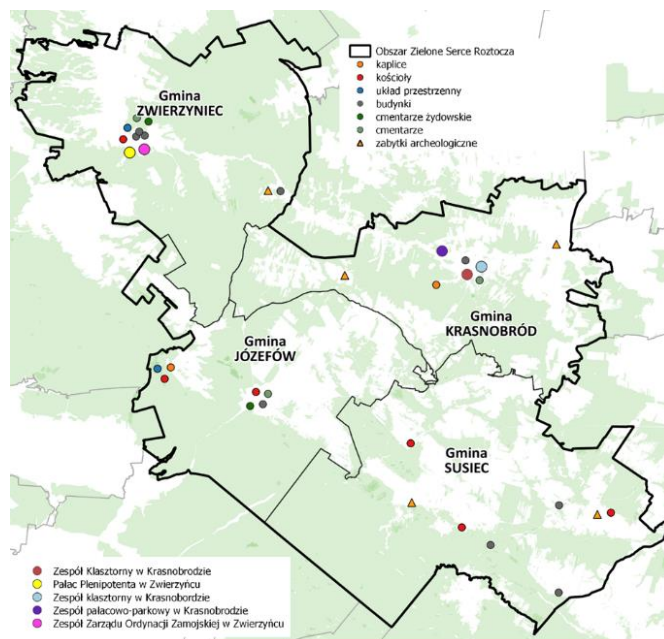 Obszar Zielone Serce Roztocza
kaplice
kościoły
układ przestrzenny
budynki
cmentarze żydowskie
cmentarze
zabytki archeologiczne
Gmina
ZWIERZYNIEC
Gmina
KRASNOBRÓD
Gmina
JÓZEFÓW
Gmina
SUSIEC
Zespół Klasztorny w Krasnobrodzie
Pałac Plenipotenta w Zwierzyńcu
Zespół klasztorny w Krasnobordzie
Zespół pałacowo-parkowy w Krasnobrodzie
Zespół Zarządu Ordynacji Zamojskiej w Zwierzyńcu